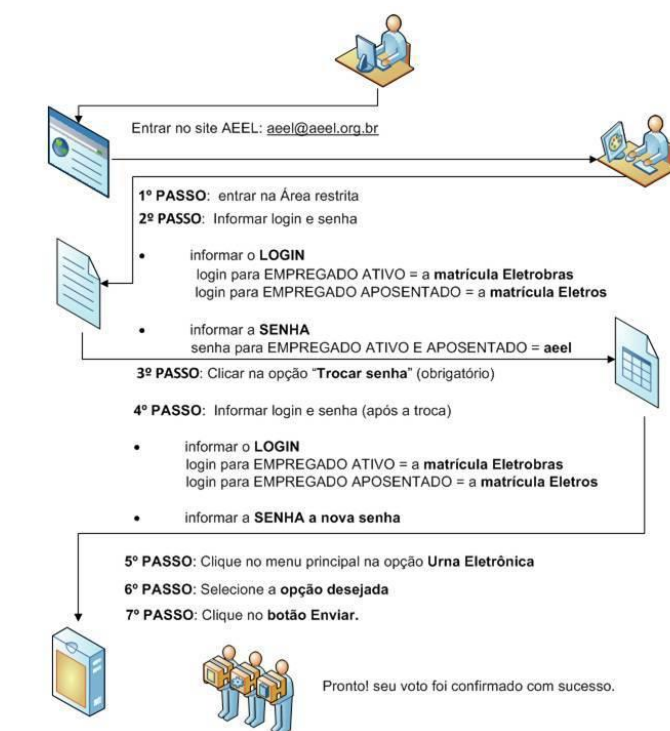 Entrar no site AEEL: aeel@aeel.org.br
1º PASSO: entrar na Área restrita
2º PASSO: Informar login e senha
• informar o LOGIN
login para EMPREGADO ATIVO = a matrícula Eletrobras
login para EMPREGADO APOSENTADO = a matrícula Eletros
• informar a SENHA
senha para EMPREGADO ATIVO E APOSENTADO = aeel
3º PASSO: Clicar na opção “Trocar senha” (obrigatório)
4º PASSO: Informar login e senha (após a troca)
• informar o LOGIN
login para EMPREGADO ATIVO = a matrícula Eletrobras
login para EMPREGADO APOSENTADO = a matrícula Eletros
• informar a SENHA a nova senha
5º PASSO: Clique no menu principal na opção Urna Eletrônica
6º PASSO: Selecione a opção desejada
7º PASSO: Clique no botão Enviar.
Pronto! seu voto foi confirmado com sucesso.